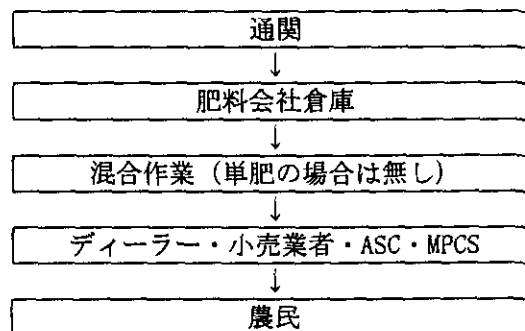 通関
↓
肥料会社倉庫
↓
混合作業（単肥の場合は無し）
↓
ディーラー・小売業者・ASC・MPCS
↓
農民